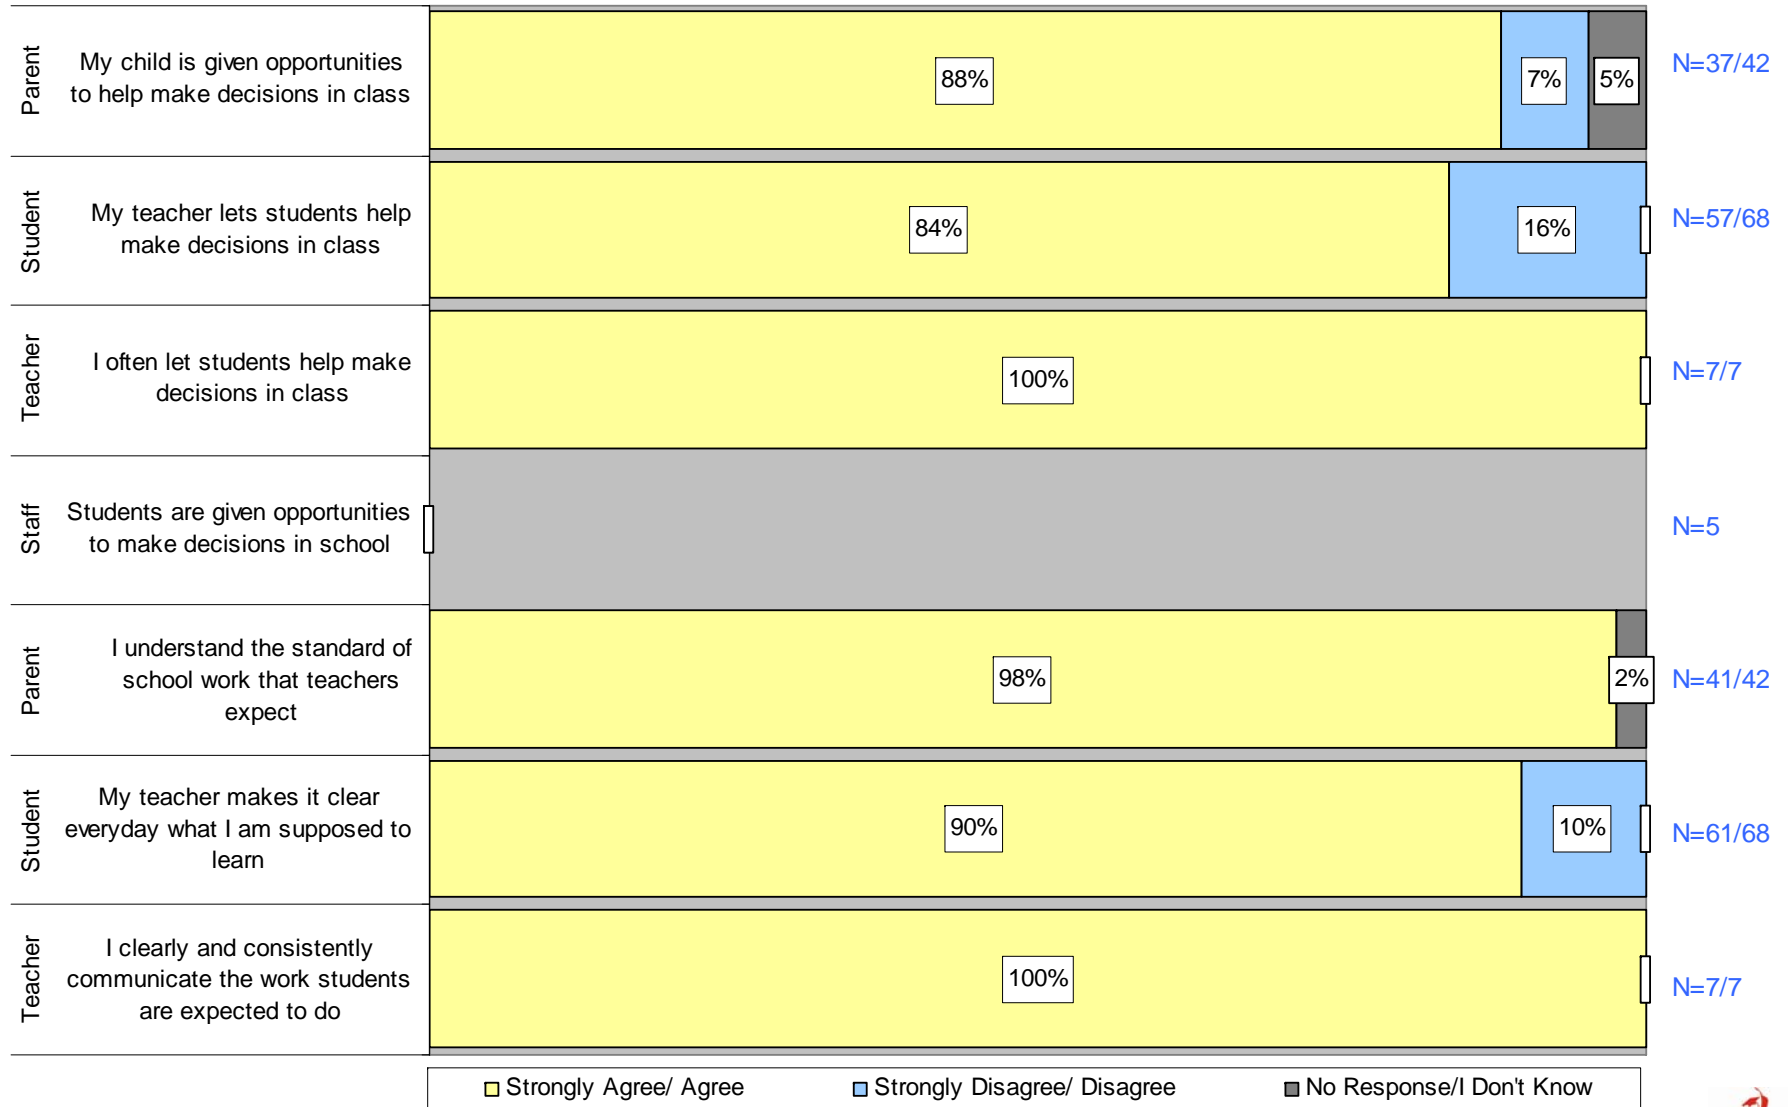 Parent
My child is given opportunities
to help make decisions in class
88%
7%
5%
N=37/42
Student
My teacher lets students help
make decisions in class
84%
16%
N=57/68
Teacher
I often let students help make
decisions in class
100%
N=7/7
Staff
Students are given opportunities
to make decisions in school
N=5
Parent
I understand the standard of
school work that teachers
expect
98%
2%
N=41/42
Student
My teacher makes it clear
everyday what I am supposed to
learn
90%
10%
N=61/68
Teacher
I clearly and consistently
communicate the work students
are expected to do
100%
N=7/7
Strongly Agree/ Agree
Strongly Disagree/ Disagree
No Response/I Don't Know